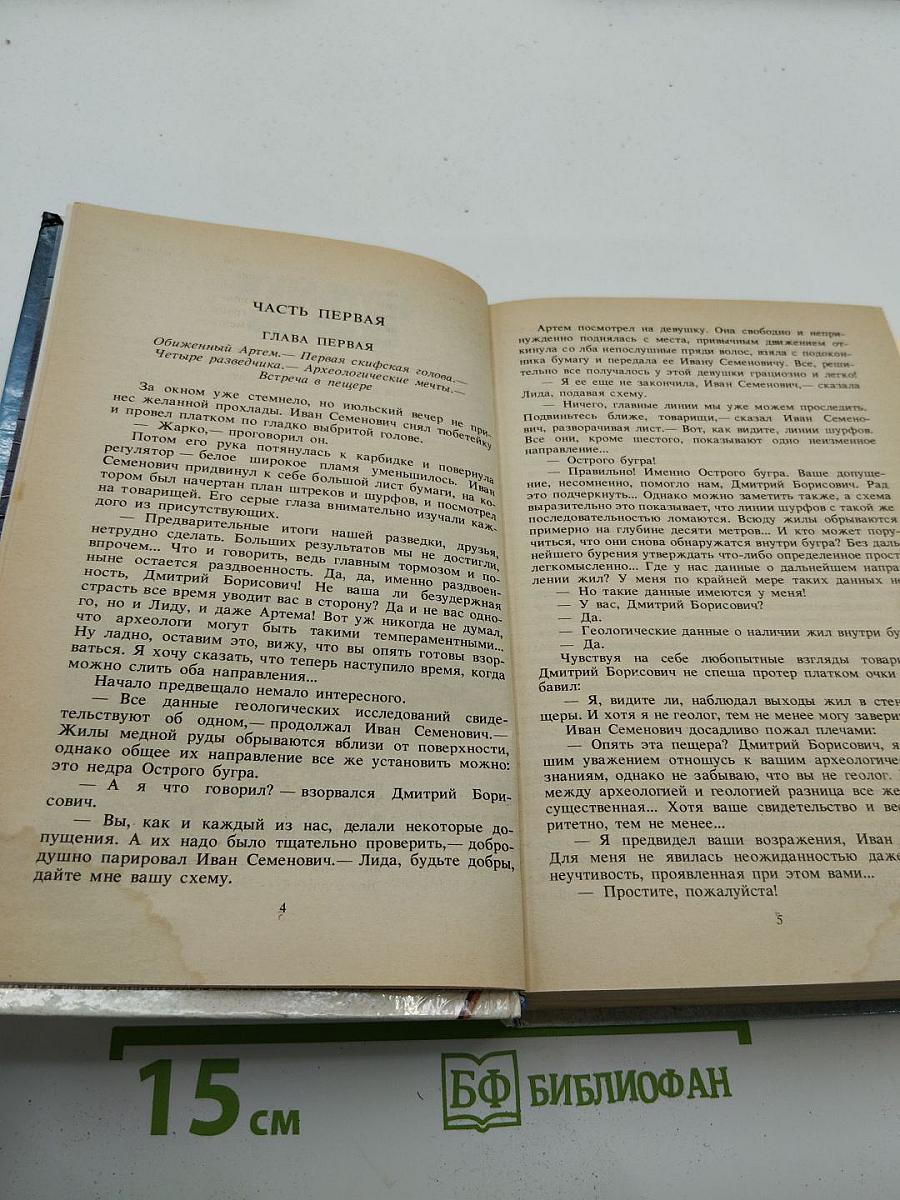 ЧАСТЬ ПЕРВАЯ
ГЛАВА ПЕРВАЯ
Обиженный Артем.— Первая скифская голова.—
Четыре разведчика.— Археологические мечты.—
Встреча в пещере
За окном уже стемнело, но июльский вечер не при-
нес желанной прохлады. Иван Семенович снял тюбетейку
и провел платком по гладко выбритой голове.
— Жарко,— проговорил он.
Потом его рука потянулась к карбидке и повернула
регулятор — белое широкое пламя уменьшилось. Иван
Семенович придвинул к себе большой лист бумаги, на ко-
тором был начертан план штреков и шурфов, и посмотрел
на товарищей. Его серые глаза внимательно изучали каж-
дого из присутствующих.
— Предварительные итоги нашей разведки, друзья,
нетрудно сделать. Больших результатов мы не достигли,
впрочем... Что и говорить, ведь главным тормозом и по-
ныне остается раздвоенность. Да, да, именно раздвоен-
ность, Дмитрий Борисович! Не ваша ли безудержная
страсть все время уводит вас в сторону? Да и не вас одно-
го, но и Лиду, и даже Артема! Вот уж никогда не думал,
что археологи могут быть такими темпераментными...
Ну ладно, оставим это, вижу, что вы опять готовы взор-
ваться. Я хочу сказать, что теперь наступило время, когда
можно слить оба направления...
Начало предвещало немало интересного.
— Все данные геологических исследований свиде-
тельствуют об одном,— продолжал Иван Семенович.—
Жилы медной руды обрываются вблизи от поверхности,
однако общее их направление все же установить можно:
это недра Острого бугра.
— А я что говорил? — взорвался Дмитрий Бори-
сович.
— Вы, как и каждый из нас, делали некоторые до-
пущения. А их надо было тщательно проверить,— добро-
душно парировал Иван Семенович.— Лида, будьте добры,
дайте мне вашу схему.
4
Артем посмотрел на девушку. Она свободно и непри-
нужденно поднялась с места, привычным движением от-
кинула со лба непослушные пряди волос, взяла с подокон-
ника бумагу и передала ее Ивану Семеновичу. Все, реши-
тельно все получалось у этой девушки грациозно и легко!
— Я ее еще не закончила, Иван Семенович,— сказала
Лида, подавая схему.
— Ничего, главные линии мы уже можем проследить.
Подвиньтесь ближе, товарищи,— сказал Иван Семено-
вич, разворачивая лист.— Вот, как видите, линии шурфов.
Все они, кроме шестого, показывают одно неизменное
направление...
— Острого бугра!
— Правильно! Именно Острого бугра. Ваше допуще-
ние, несомненно, помогло нам, Дмитрий Борисович. Рад
это подчеркнуть... Однако можно заметить также, а схема
выразительно это показывает, что линии шурфов с такой же
последовательностью ломаются. Всюду жилы обрываются
примерно на глубине десяти метров... И кто может пору-
читься, что они снова обнаружатся внутри бугра? Без даль-
нейшего бурения утверждать что-либо определенное прост
легкомысленно... Где у нас данные о дальнейшем напра
лении жил? У меня по крайней мере таких данных не
— Но такие данные имеются у меня!
— У вас, Дмитрий Борисович?
— Да.
— Геологические данные о наличии жил внутри бу
— Да.
Чувствуя на себе любопытные взгляды товари
Дмитрий Борисович не спеша протер платком очки
бавил:
— Я, видите ли, наблюдал выходы жил в стен
щеры. И хотя я не геолог, тем не менее могу завери
Иван Семенович досадливо пожал плечами:
— Опять эта пещера? Дмитрий Борисович, я
шим уважением отношусь к вашим археологиче
знаниям, однако не забываю, что вы не геолог.
между археологией и геологией разница все же
существенная... Хотя ваше свидетельство и вес
ритетно, тем не менее...
— Я предвидел ваши возражения, Иван
Для меня не явилась неожиданностью даже
неучтивость, проявленная при этом вами...
— Простите, пожалуйста!
5
15 см
БФ БИБЛИОФАН